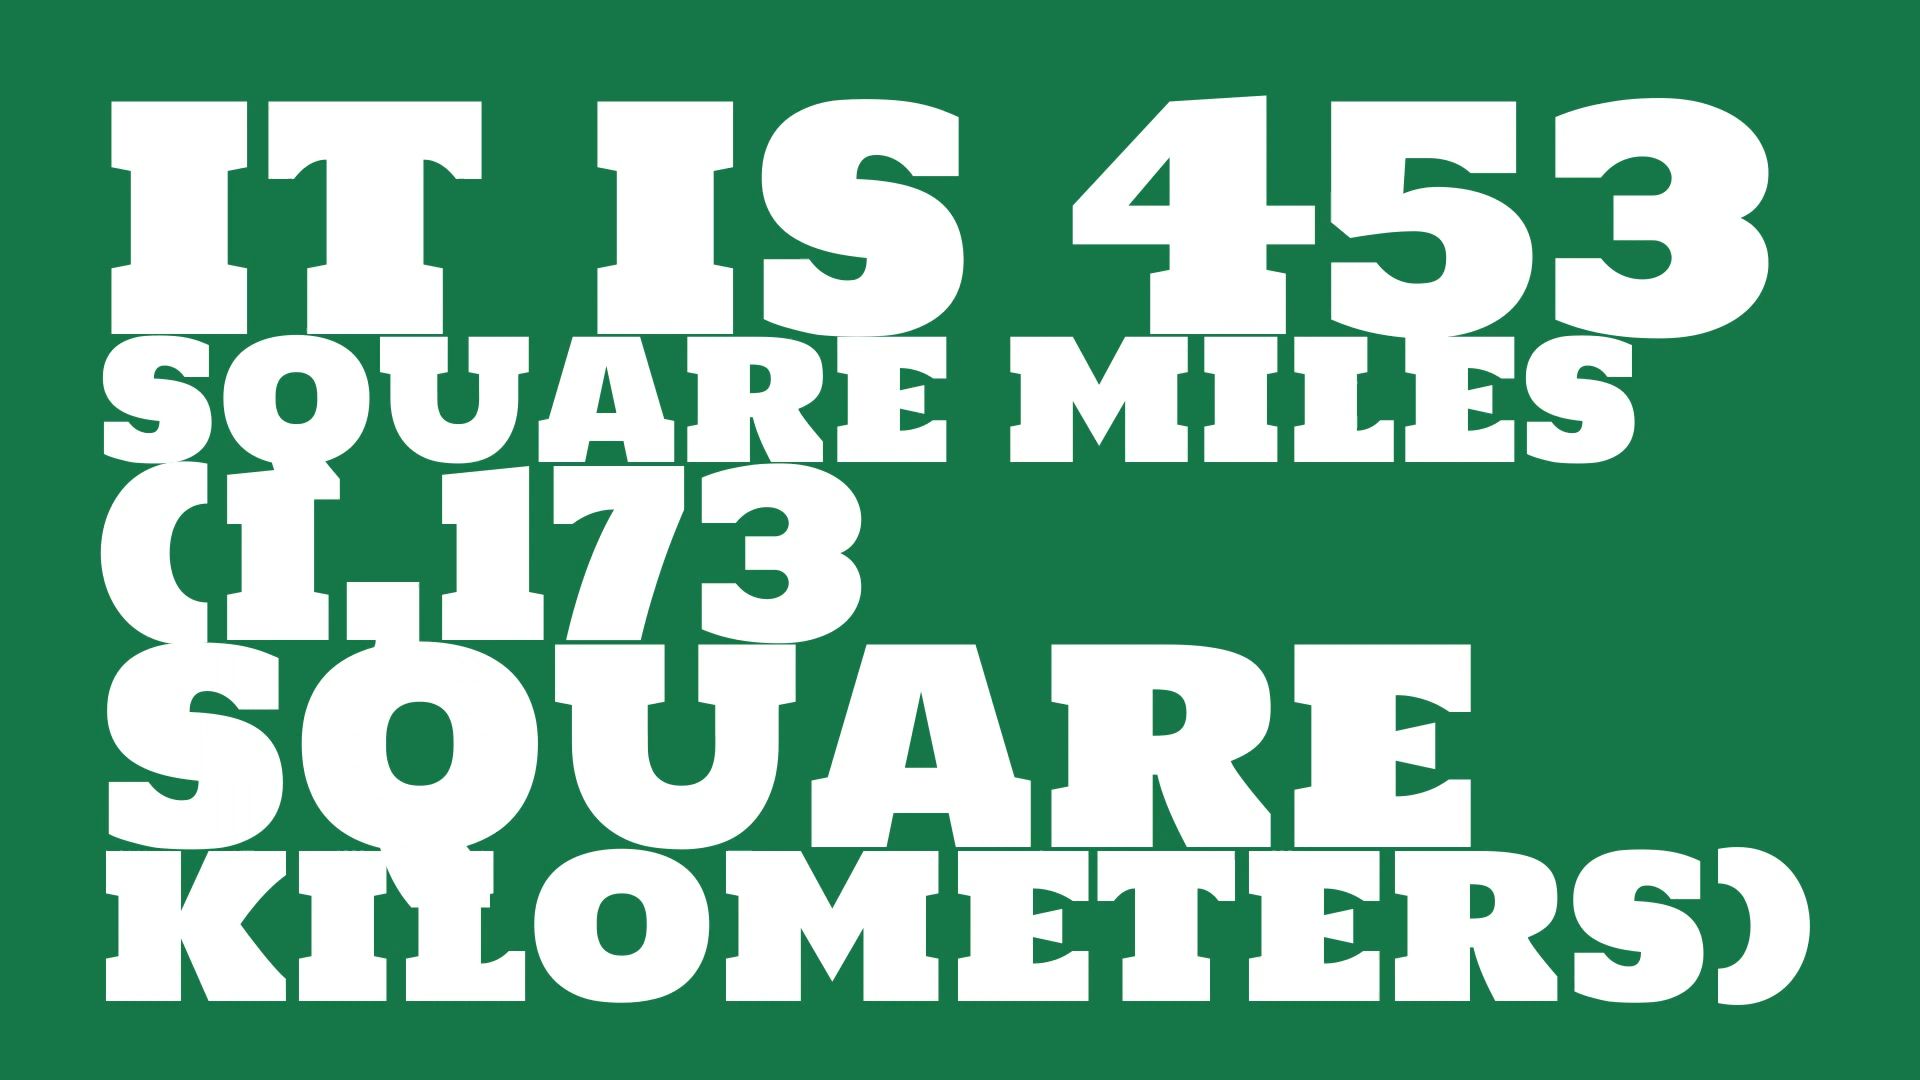 IT IS 453
SQUARE MILES
(1,173
SQUARE
KILOMETERS)